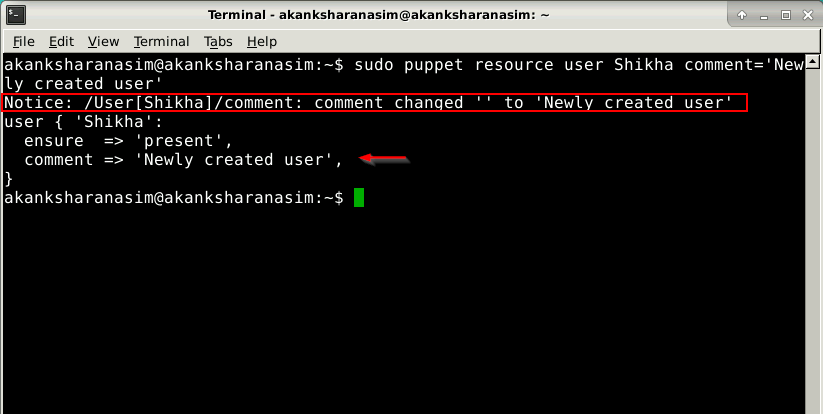 Terminal - akanksharanasim@akanksharanasim: ~
File Edit View Terminal Tabs Help
akanksharanasim@akanksharanasim:~$ sudo puppet resource user Shikha comment='New
ly created user'
Notice: /User[Shikha]/comment: comment changed '' to 'Newly created user'
user { 'Shikha':
  ensure  => 'present',
  comment => 'Newly created user',
}
akanksharanasim@akanksharanasim:~$